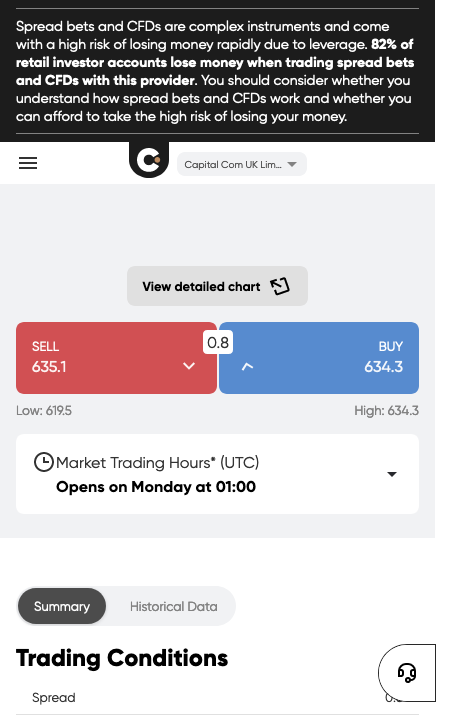 Spread bets and CFDs are complex instruments and come
with a high risk of losing money rapidly due to leverage. 82% of
retail investor accounts lose money when trading spread bets
and CFDs with this provider. You should consider whether you
understand how spread bets and CFDs work and whether you
can afford to take the high risk of losing your money.
Capital Com UK Lim...
View detailed chart
SELL
635.1
0.8
BUY
634.3
Low: 619.5
High: 634.3
Market Trading Hours* (UTC)
Opens on Monday at 01:00
Summary
Historical Data
Trading Conditions
Spread